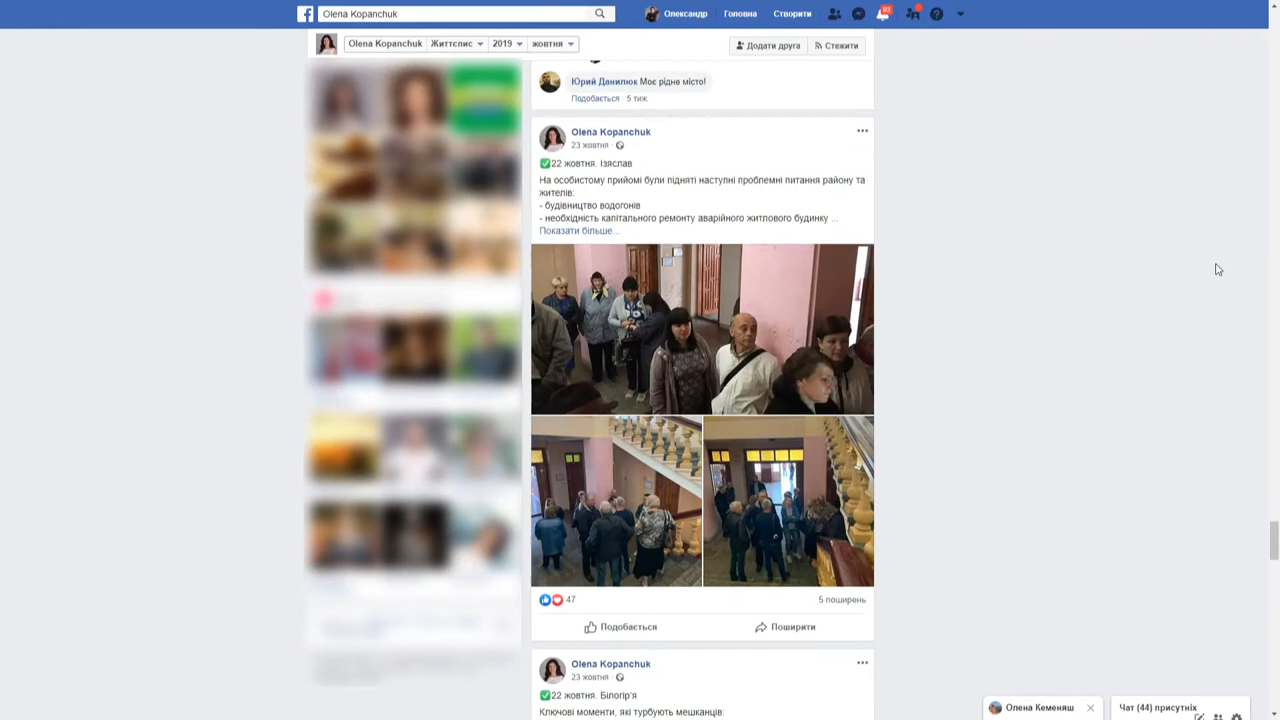 Olena Kopanchuk
Олександр
Головна
Створити
93
Olena Kopanchuk
Життєпис
2019
жовтня
Додати друга
Стежити
Юрий Данилюк Моє рідне місто!
Подобається · 5 тиж
Olena Kopanchuk
23 жовтня ·
✅22 жовтня. Ізяслав
На особистому прийомі були підняті наступні проблемні питання району та
жителів:
- будівництво водогонів
- необхідність капітального ремонту аварійного житлового будинку ...
Показати більше...
47
5 поширень
Подобається
Поширити
Olena Kopanchuk
23 жовтня ·
✅22 жовтня. Білогір'я
Ключові моменти, які турбують мешканців:
Олена Кеменяш
Чат (44) присутніх